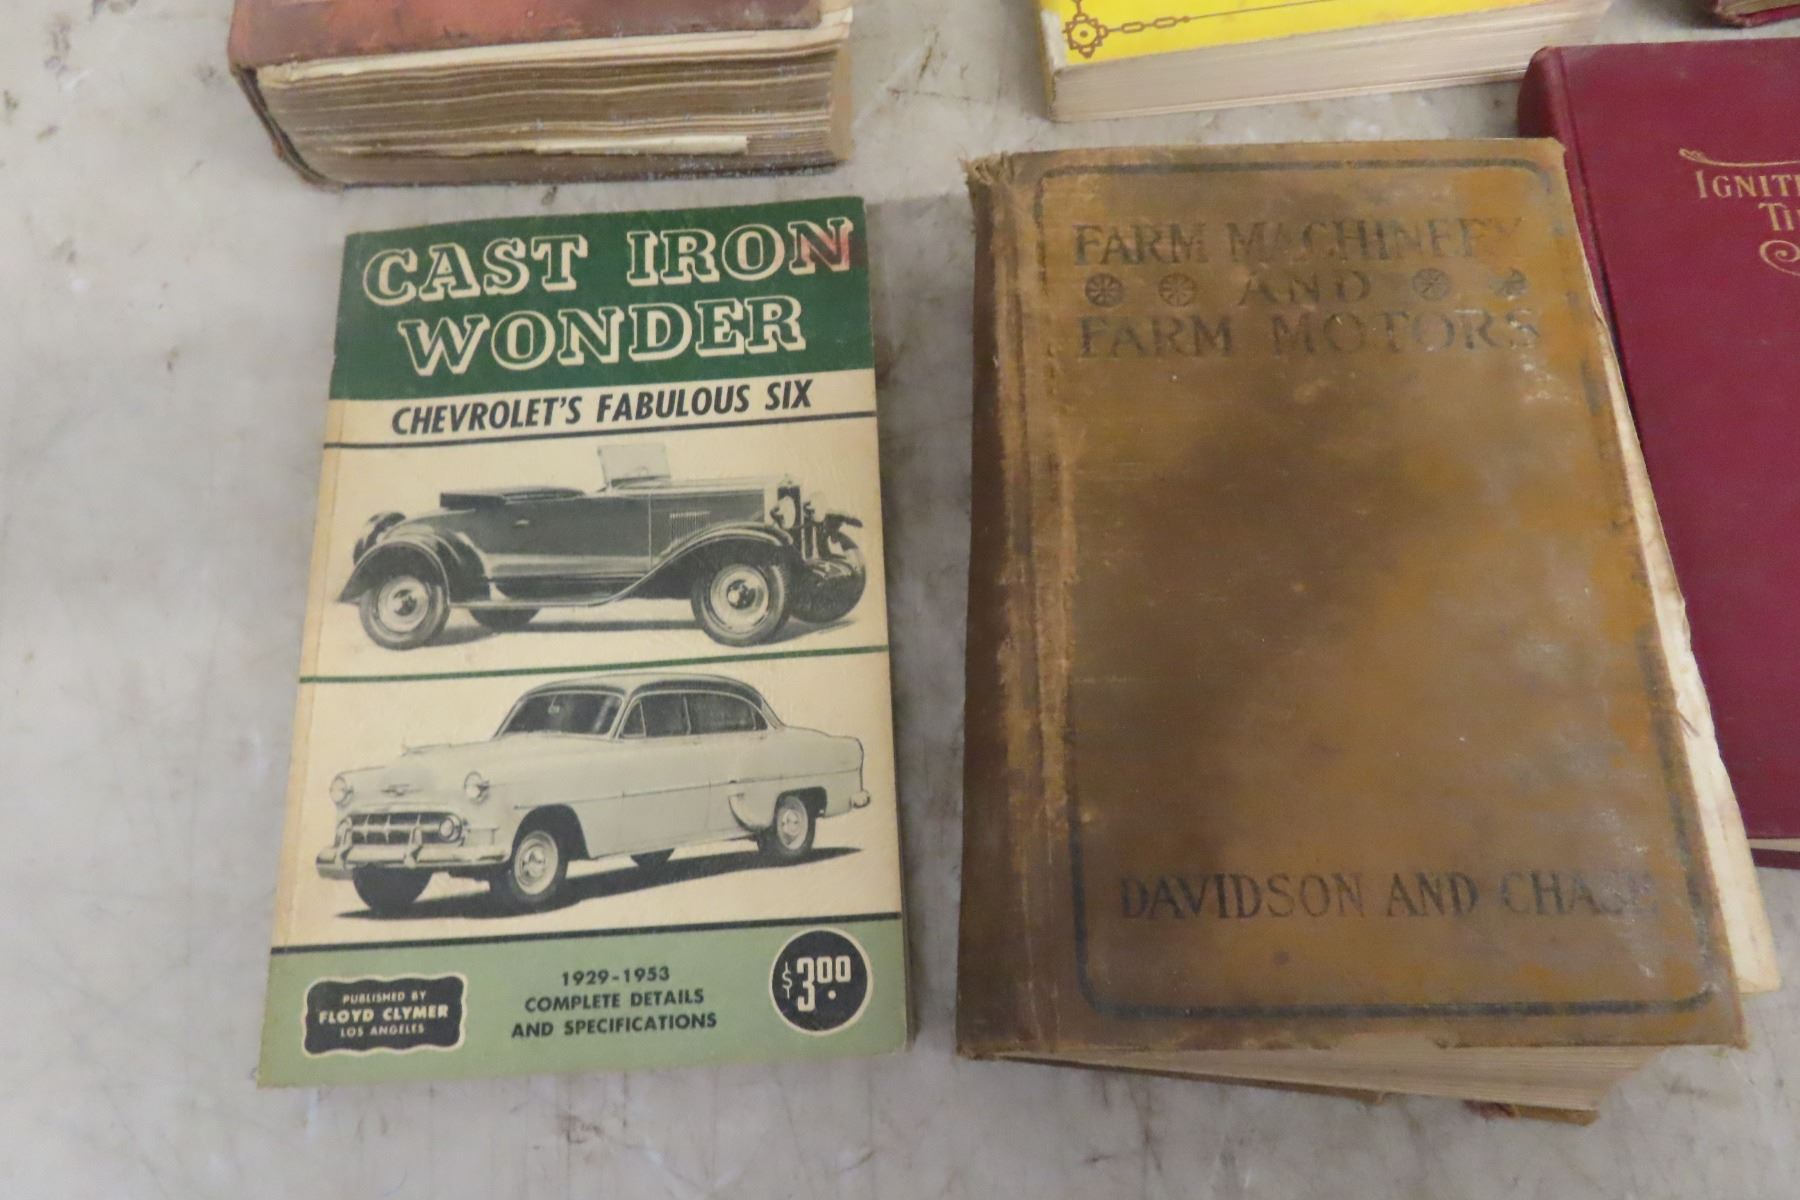 CAST IRON
WONDER
CHEVROLET'S FABULOUS SIX
PUBLISHED BY
FLOYD CLYMER
LOS ANGELES
1929-1953
COMPLETE DETAILS
AND SPECIFICATIONS
$3.00
FARM MACHINERY
AND
FARM MOTORS
DAVIDSON AND CHASE